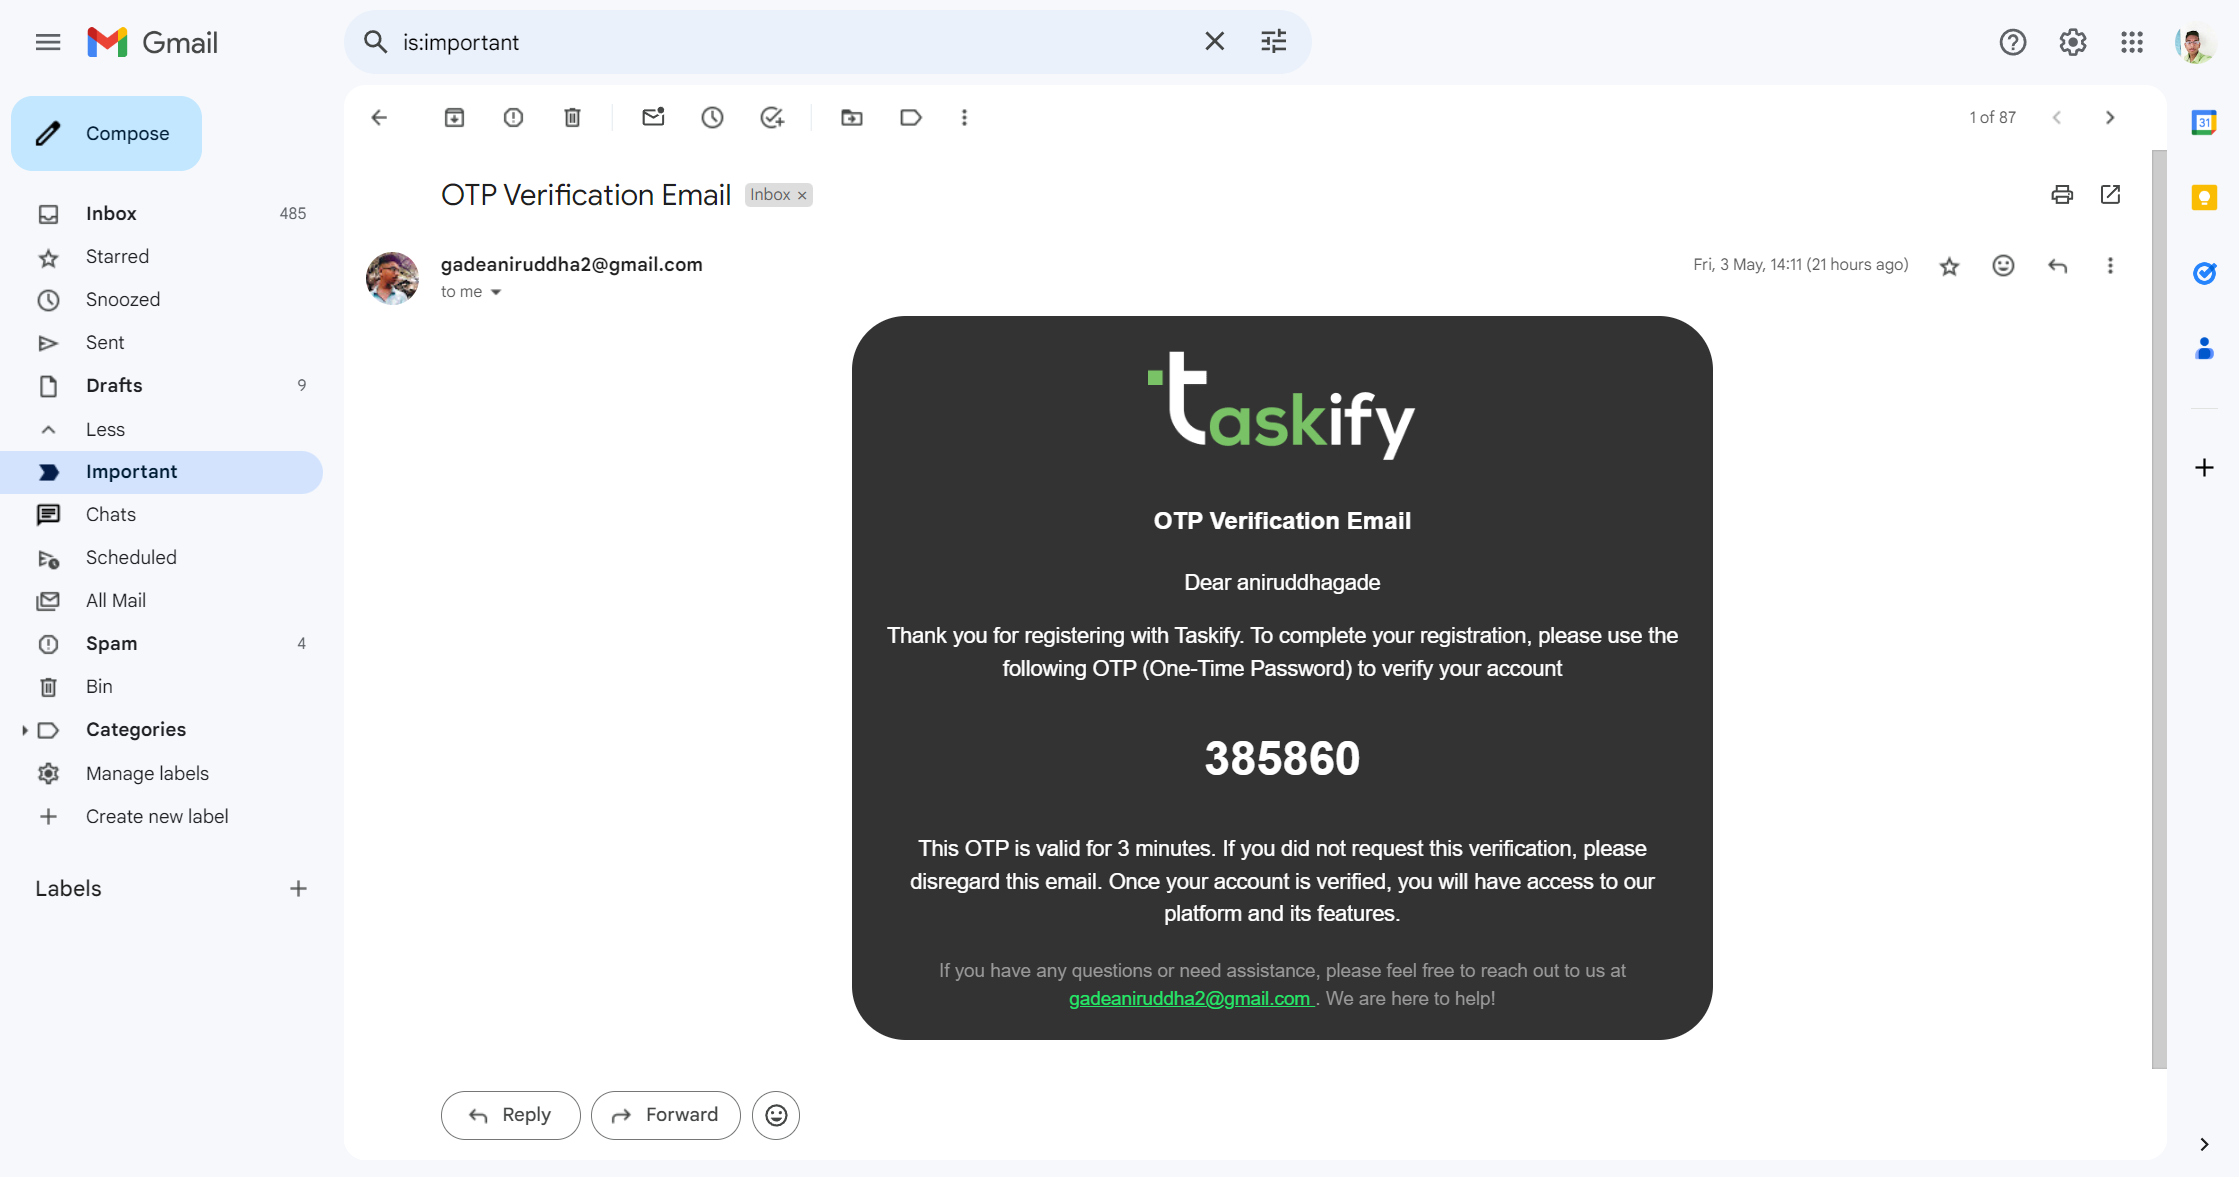 Gmail
is:important
Compose
Inbox 485
Starred
Snoozed
Sent
Drafts 9
Less
Important
Chats
Scheduled
All Mail
Spam 4
Bin
Categories
Manage labels
Create new label
Labels
1 of 87
OTP Verification Email
Inbox ×
gadeaniruddha2@gmail.com
to me
Fri, 3 May, 14:11 (21 hours ago)
taskify
OTP Verification Email
Dear aniruddhagade
Thank you for registering with Taskify. To complete your registration, please use the
following OTP (One-Time Password) to verify your account
385860
This OTP is valid for 3 minutes. If you did not request this verification, please
disregard this email. Once your account is verified, you will have access to our
platform and its features.
If you have any questions or need assistance, please feel free to reach out to us at
gadeaniruddha2@gmail.com . We are here to help!
Reply
Forward
31